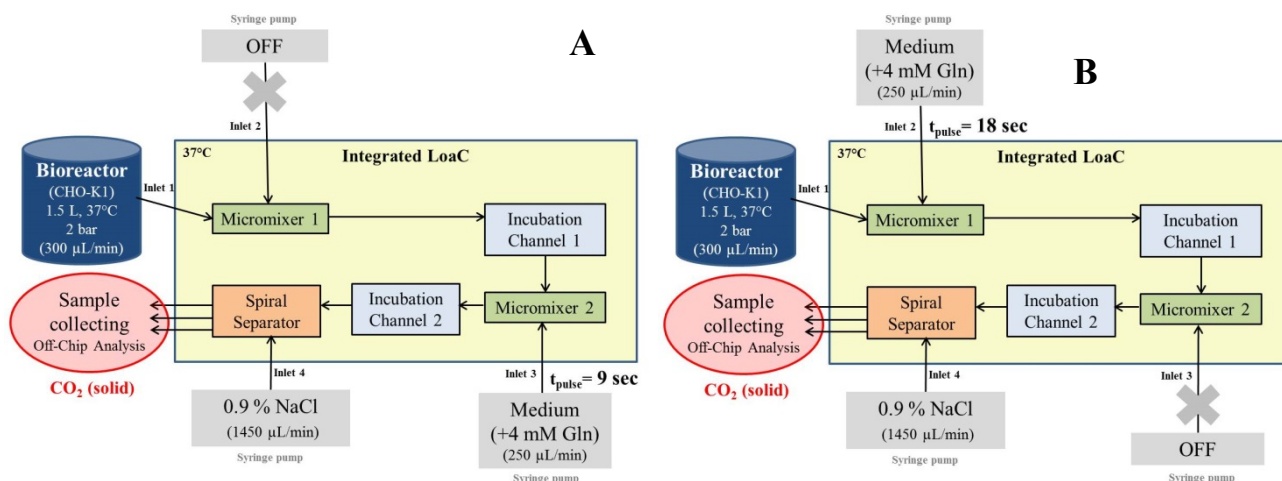 A
Syringe pump
OFF
Inlet 2
Bioreactor
(CHO-K1)
1.5 L, 37°C
2 bar
(300 µL/min)
Inlet 1
37°C
Integrated LoaC
Micromixer 1
Incubation
Channel 1
Sample
collecting
Off-Chip Analysis
CO₂ (solid)
Spiral
Separator
Incubation
Channel 2
Micromixer 2
Inlet 4
Inlet 3
tpulse= 9 sec
0.9 % NaCl
(1450 µL/min)
Syringe pump
Medium
(+4 mM Gln)
(250 µL/min)
Syringe pump
B
Syringe pump
Medium
(+4 mM Gln)
(250 µL/min)
Inlet 2
tpulse= 18 sec
Bioreactor
(CHO-K1)
1.5 L, 37°C
2 bar
(300 µL/min)
Inlet 1
37°C
Integrated LoaC
Micromixer 1
Incubation
Channel 1
Sample
collecting
Off-Chip Analysis
CO₂ (solid)
Spiral
Separator
Incubation
Channel 2
Micromixer 2
Inlet 4
Inlet 3
0.9 % NaCl
(1450 µL/min)
Syringe pump
OFF
Syringe pump